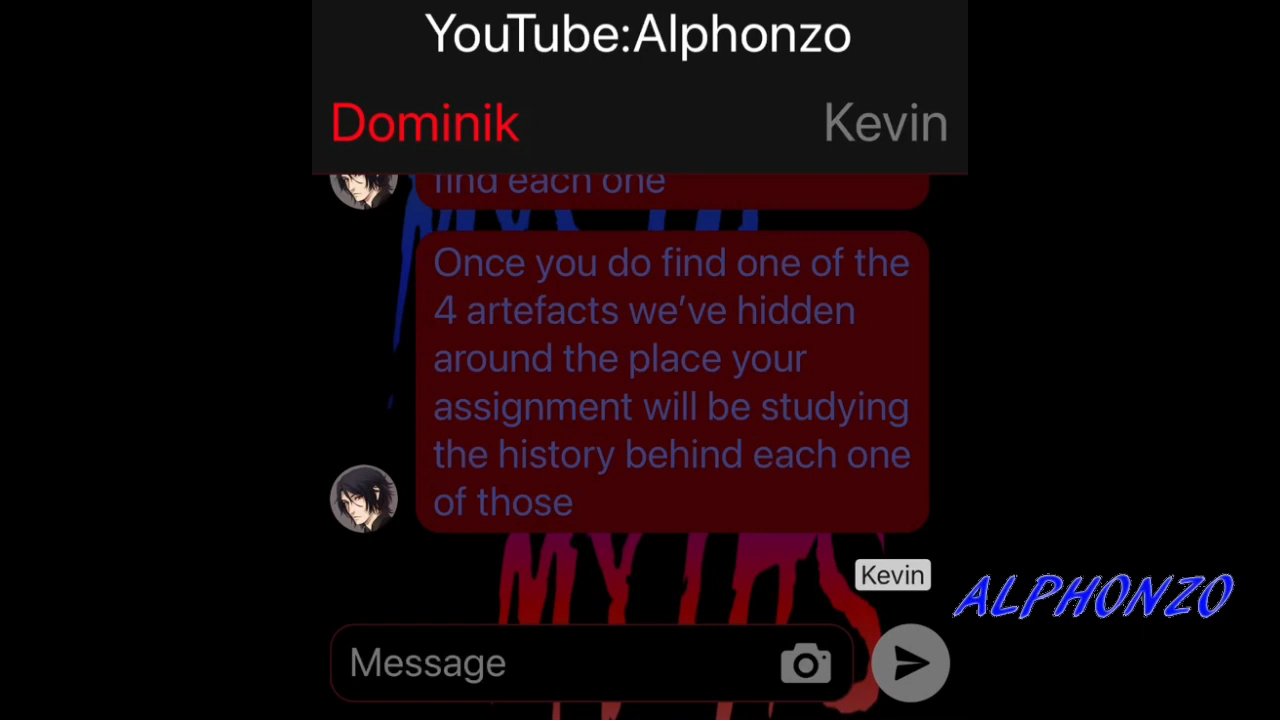 YouTube:Alphonzo
Dominik
Kevin
find each one
Once you do find one of the
4 artefacts we’ve hidden
around the place your
assignment will be studying
the history behind each one
of those
Kevin
ALPHONZO
Message